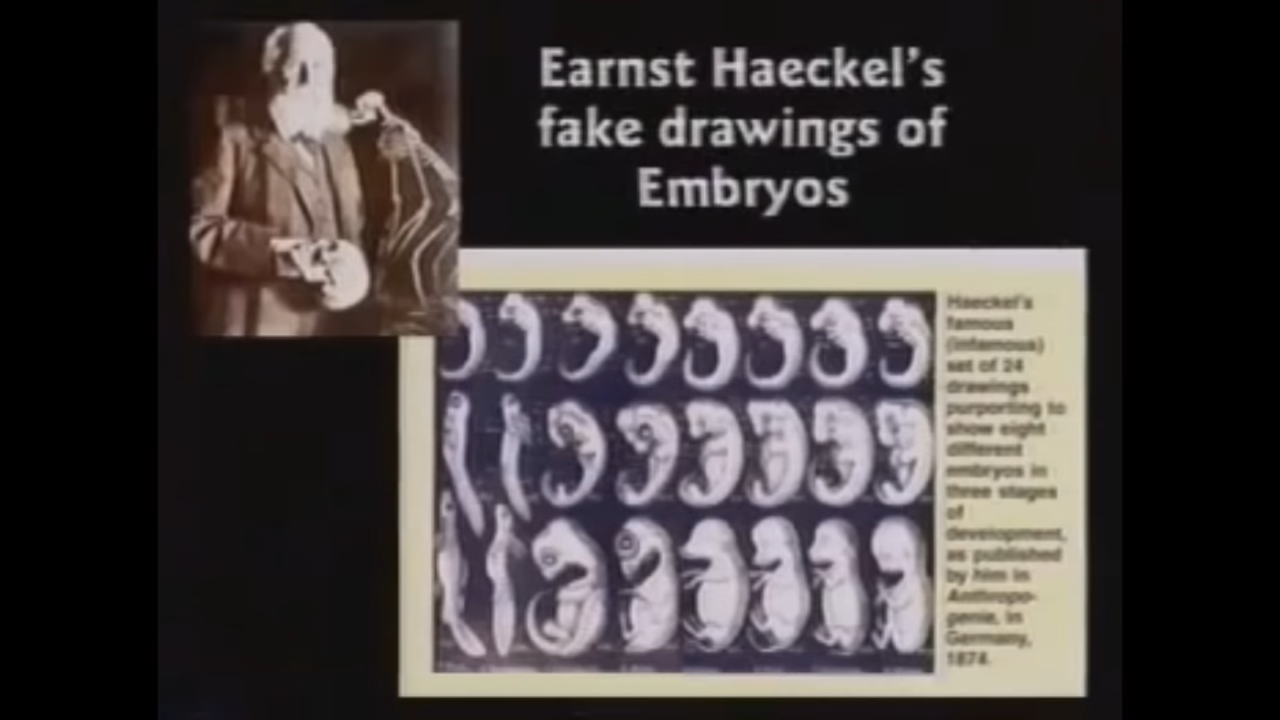 Earnst Haeckel's
fake drawings of
Embryos
Haeckel's
famous
(infamous)
set of 24
drawings
purporting to
show eight
different
embryos in
three stages
of
development,
as published
by him in
Anthropo-
genie, in
Germany,
1874.